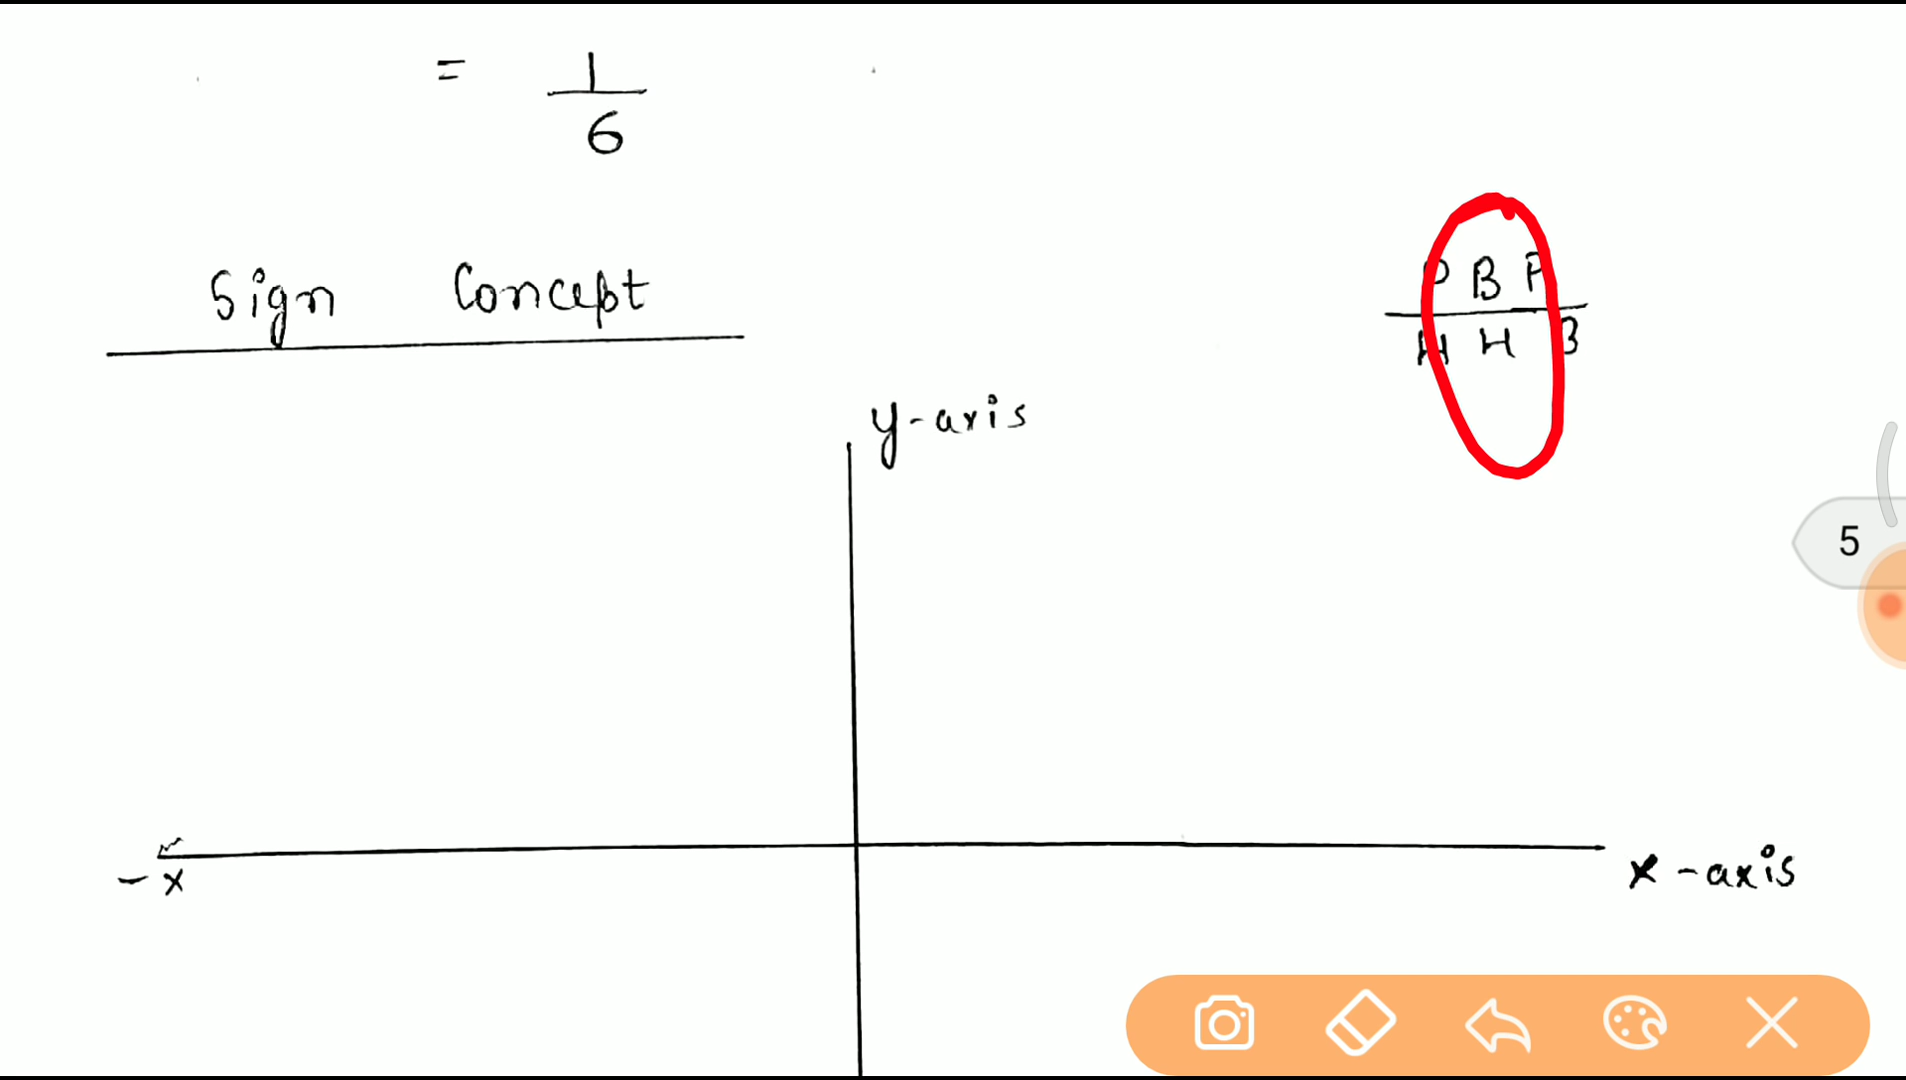 = 1
6
Sign Concept
P B P
H H B
y-axis
5
-x
x-axis